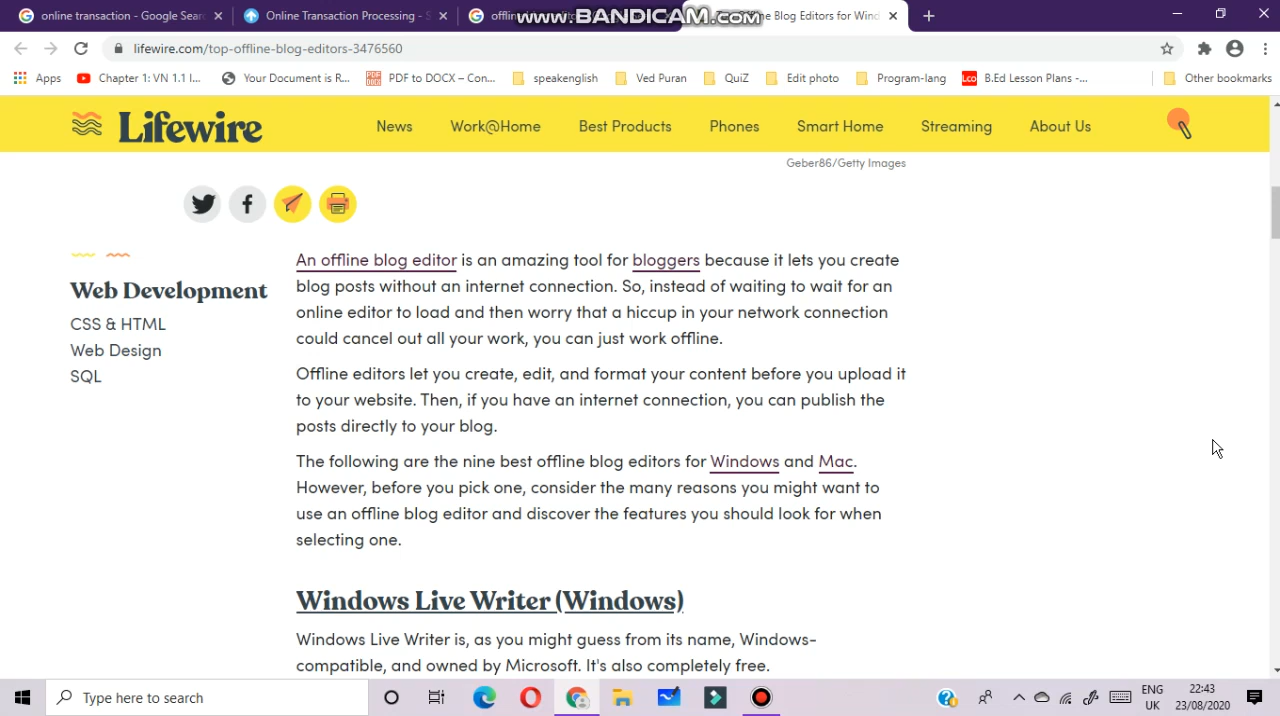 online transaction - Google Sear
Online Transaction Processing - S
offlin
Offline Blog Editors for Wind
www.BANDICAM.com
lifewire.com/top-offline-blog-editors-3476560
Apps
Chapter 1: VN 1.1 I...
Your Document is R...
PDF to DOCX – Con...
speakenglish
Ved Puran
QuiZ
Edit photo
Program-lang
B.Ed Lesson Plans -...
Other bookmarks
Lifewire
News
Work@Home
Best Products
Phones
Smart Home
Streaming
About Us
Geber86/Getty Images
Web Development
CSS & HTML
Web Design
SQL
An offline blog editor is an amazing tool for bloggers because it lets you create
blog posts without an internet connection. So, instead of waiting to wait for an
online editor to load and then worry that a hiccup in your network connection
could cancel out all your work, you can just work offline.
Offline editors let you create, edit, and format your content before you upload it
to your website. Then, if you have an internet connection, you can publish the
posts directly to your blog.
The following are the nine best offline blog editors for Windows and Mac.
However, before you pick one, consider the many reasons you might want to
use an offline blog editor and discover the features you should look for when
selecting one.
Windows Live Writer (Windows)
Windows Live Writer is, as you might guess from its name, Windows-
compatible, and owned by Microsoft. It's also completely free.
Type here to search
ENG
UK
22:43
23/08/2020